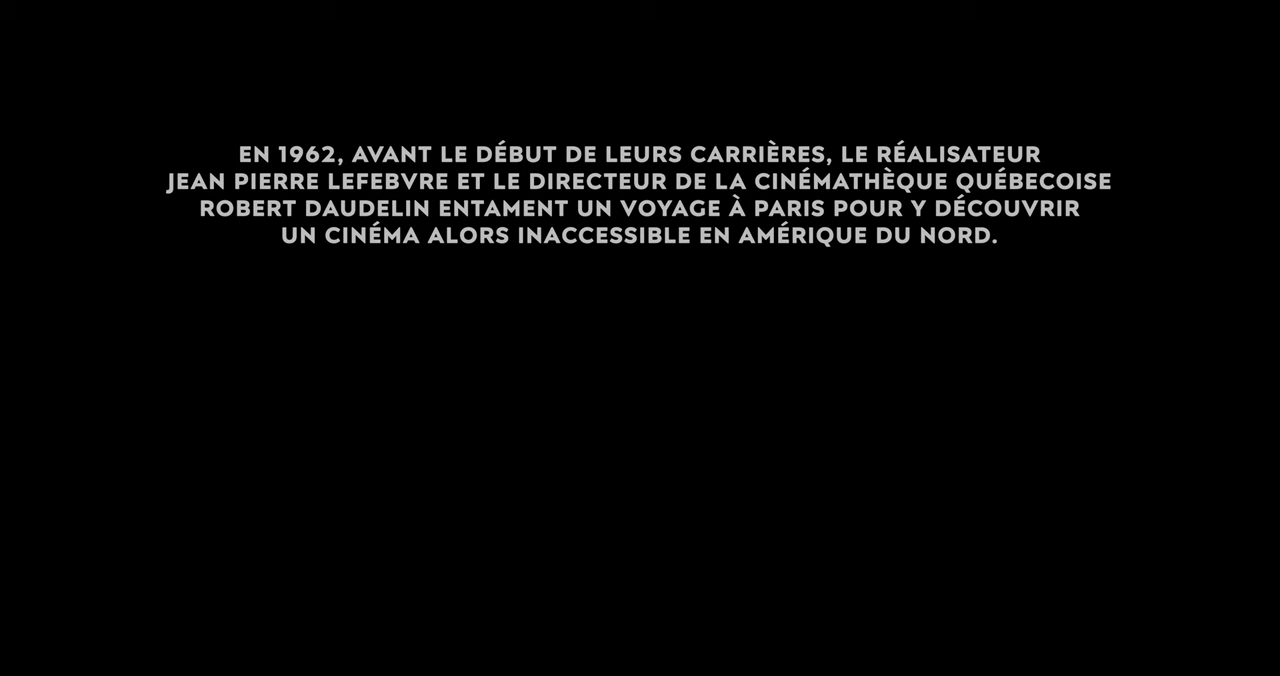 EN 1962, AVANT LE DÉBUT DE LEURS CARRIÈRES, LE RÉALISATEUR
JEAN PIERRE LEFEBVRE ET LE DIRECTEUR DE LA CINÉMATHÈQUE QUÉBECOISE
ROBERT DAUDELIN ENTAMENT UN VOYAGE À PARIS POUR Y DÉCOUVRIR
UN CINÉMA ALORS INACCESSIBLE EN AMÉRIQUE DU NORD.